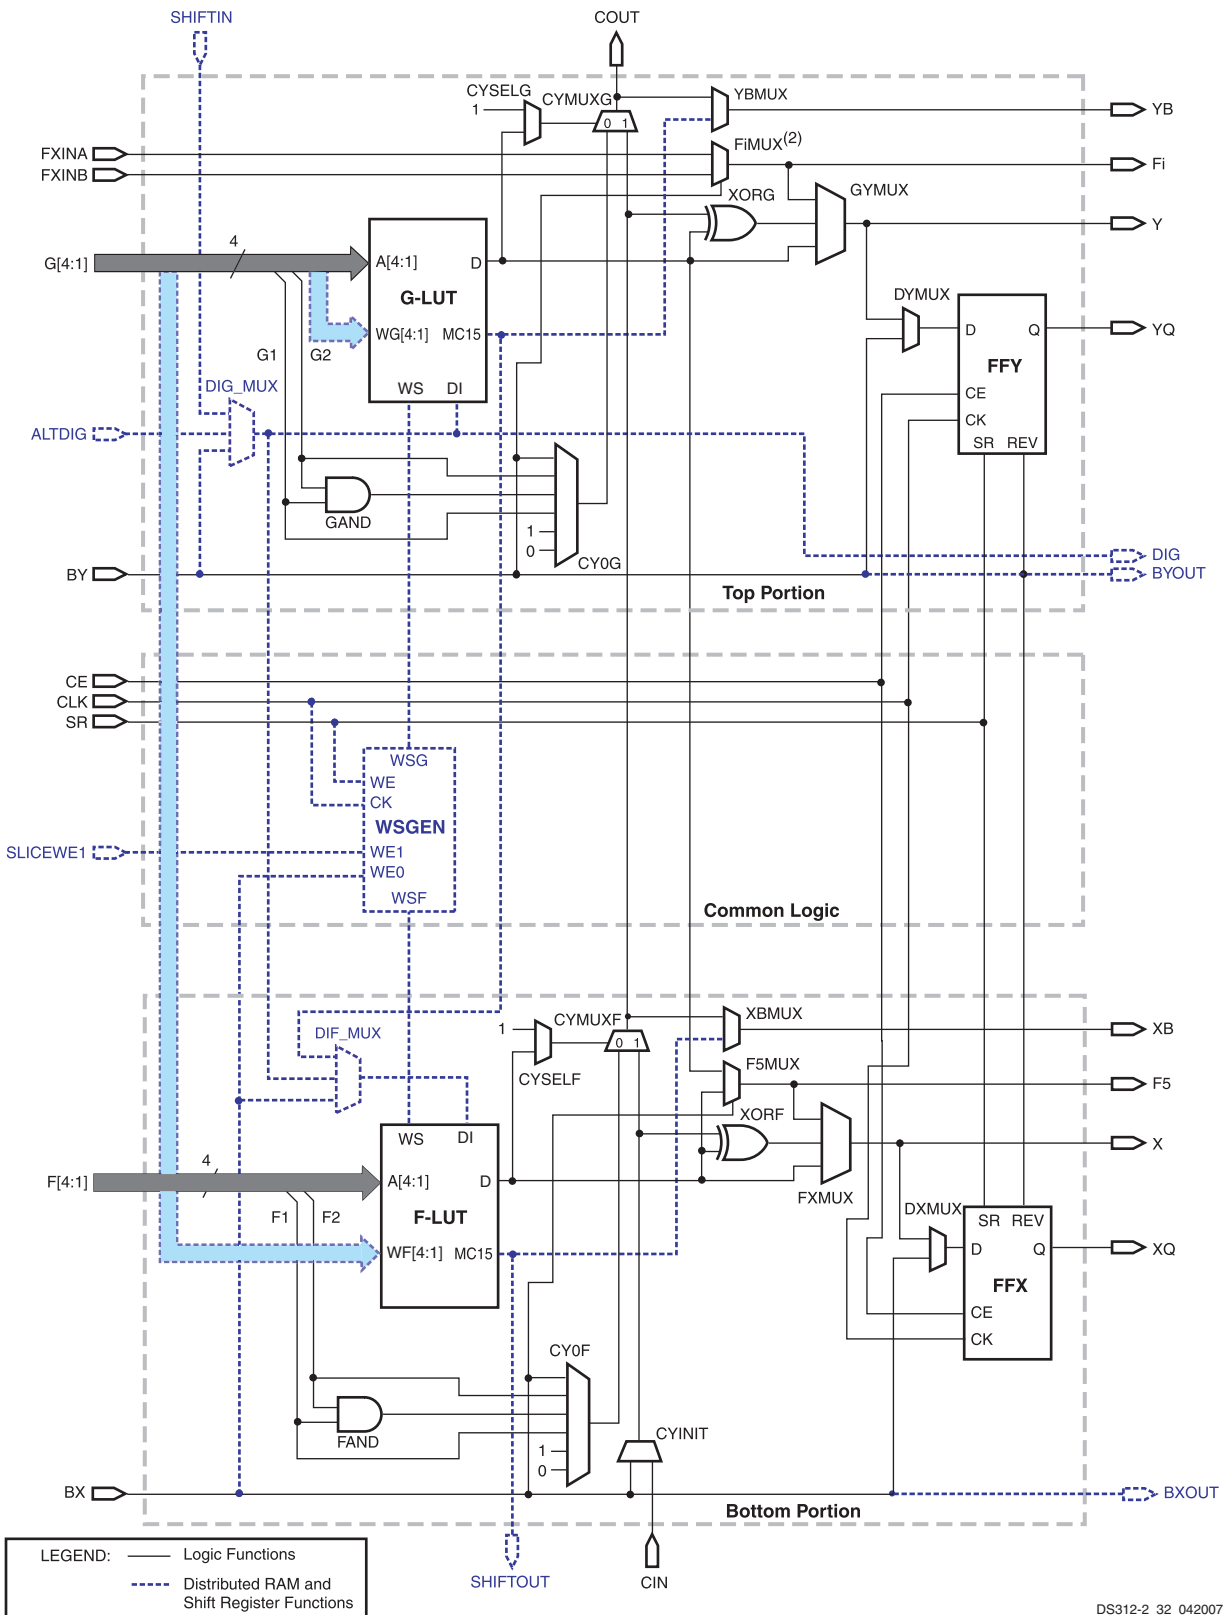 SHIFTIN
COUT
CYSELG
CYMUXG
YBMUX
1
0 1
YB
FXINA
FiMUX(2)
Fi
FXINB
XORG
GYMUX
Y
4
G[4:1]
A[4:1]
D
G-LUT
DYMUX
WG[4:1]
MC15
D
Q
YQ
G1
G2
FFY
WS
DI
DIG_MUX
CE
ALTDIG
CK
SR
REV
GAND
1
0
CY0G
DIG
BY
BYOUT
Top Portion
CE
CLK
SR
WSG
WE
CK
WSGEN
SLICEWE1
WE1
WE0
WSF
Common Logic
XBMUX
CYMUXF
1
DIF_MUX
0 1
XB
CYSELF
F5MUX
F5
XORF
WS
DI
X
4
F[4:1]
A[4:1]
D
FXMUX
F1
F2
F-LUT
DXMUX
SR
REV
WF[4:1]
MC15
D
Q
XQ
FFX
CE
CK
CY0F
FAND
CYINIT
1
0
BX
BXOUT
Bottom Portion
LEGEND:
Logic Functions
SHIFTOUT
CIN
Distributed RAM and
Shift Register Functions
DS312-2_32_042007